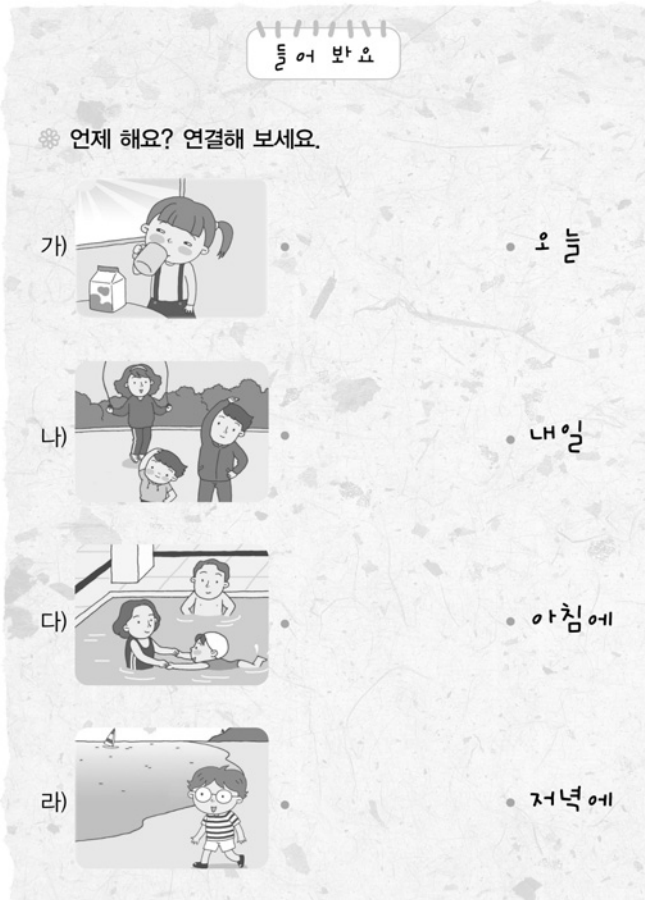 들어 봐요
언제 해요? 연결해 보세요.
가)
오늘
나)
내일
다)
아침에
라)
저녁에